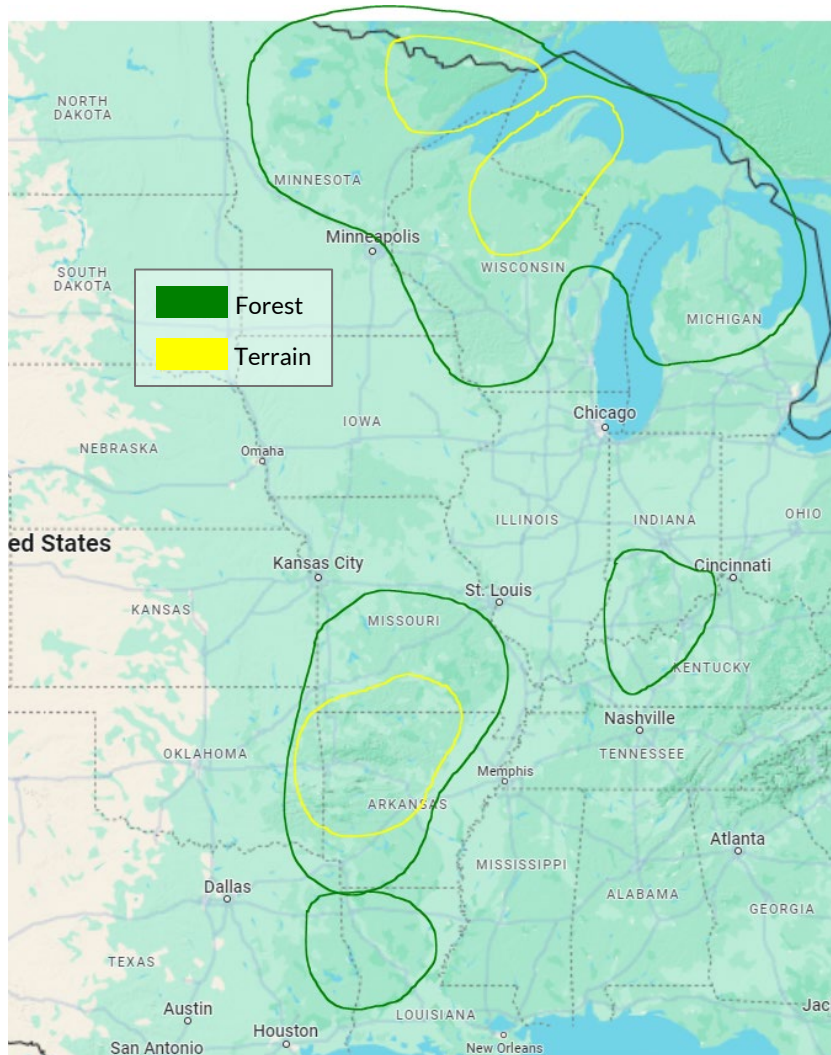 NORTH
DAKOTA
MINNESOTA
Minneapolis
WISCONSIN
SOUTH
DAKOTA
Forest
Terrain
MICHIGAN
Chicago
IOWA
NEBRASKA
Omaha
ILLINOIS
INDIANA
OHIO
ed States
Kansas City
Cincinnati
St. Louis
KANSAS
MISSOURI
KENTUCKY
Nashville
TENNESSEE
OKLAHOMA
Memphis
ARKANSAS
Atlanta
MISSISSIPPI
Dallas
ALABAMA
GEORGIA
TEXAS
Austin
LOUISIANA
Jac
Houston
San Antonio
New Orleans